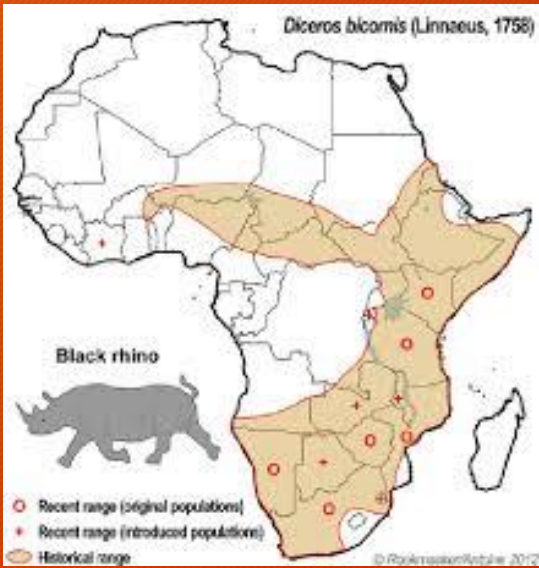 Diceros bicornis (Linnaeus, 1758)
Black rhino
Recent range (original populations)
Recent range (introduced populations)
Historical range
© Rookmaaker/Antoine 2012